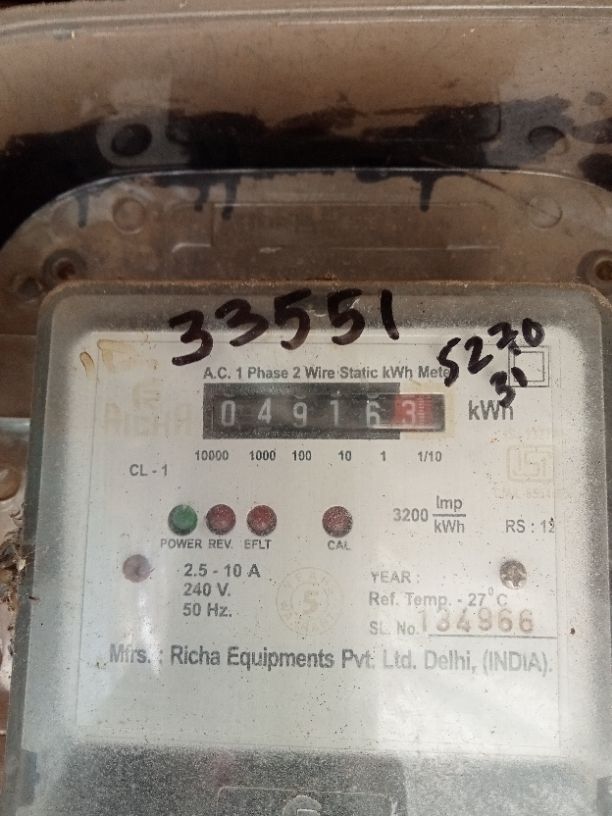 33551
5220
31
A.C. 1 Phase 2 Wire Static kWh Meter
049163 kWh
10000 1000 100 10 1 1/10
CL - 1
3200 Imp/kWh
RS : 12
POWER REV. EFLT CAL
2.5 - 10 A
240 V.
50 Hz.
YEAR :
Ref. Temp. - 27°C
SL. No. 134966
5
Mfrs. : Richa Equipments Pvt. Ltd. Delhi, (INDIA).